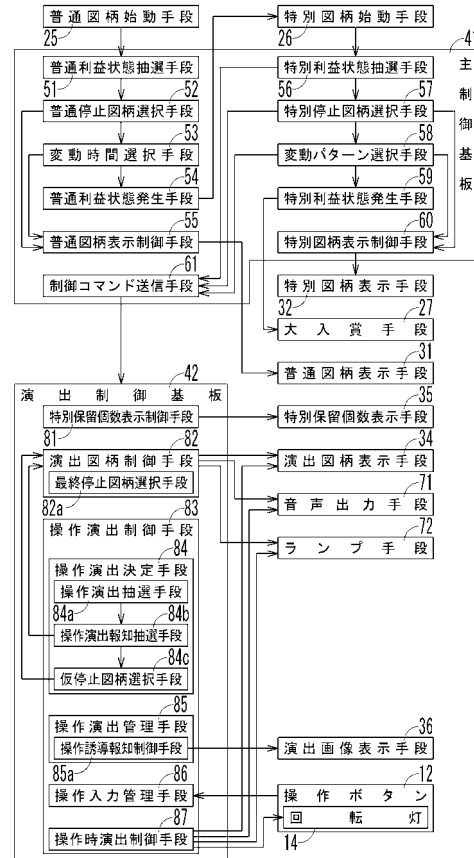 普通図柄始動手段
25
特別図柄始動手段
26
41
主制御基板
普通利益状態抽選手段
51
特別利益状態抽選手段
56
普通停止図柄選択手段
52
特別停止図柄選択手段
57
変動時間選択手段
53
変動パターン選択手段
58
普通利益状態発生手段
54
特別利益状態発生手段
59
普通図柄表示制御手段
55
特別図柄表示制御手段
60
制御コマンド送信手段
61
特別図柄表示手段
32
大入賞手段
27
普通図柄表示手段
31
演出制御基板
42
特別保留個数表示制御手段
81
特別保留個数表示手段
35
演出図柄制御手段
82
最終停止図柄選択手段
82a
演出図柄表示手段
34
音声出力手段
71
ランプ手段
72
操作演出制御手段
83
操作演出決定手段
84
操作演出抽選手段
84a
操作演出報知抽選手段
84b
仮停止図柄選択手段
84c
操作演出管理手段
85
操作誘導報知制御手段
85a
演出画像表示手段
36
操作入力管理手段
86
操作ボタン
12
回転灯
14
操作時演出制御手段
87